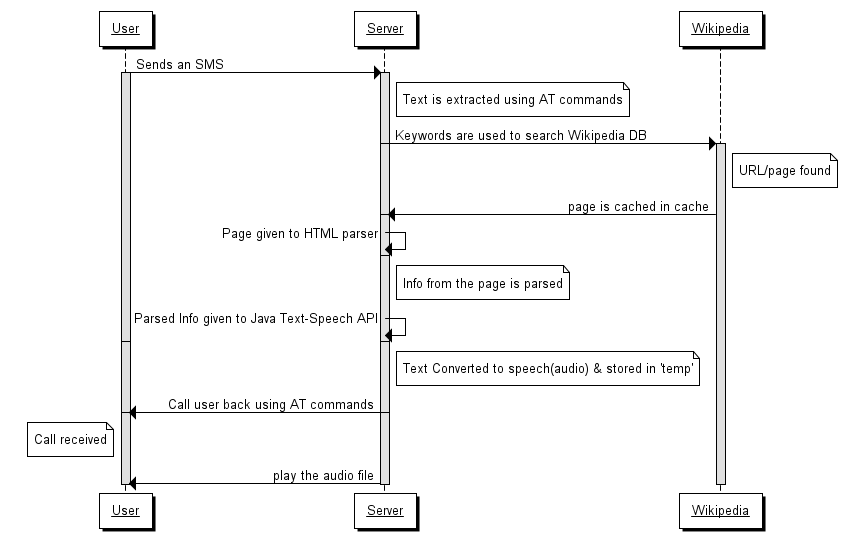 User
Server
Wikipedia
Sends an SMS
Text is extracted using AT commands
Keywords are used to search Wikipedia DB
URL/page found
page is cached in cache
Page given to HTML parser
Info from the page is parsed
Parsed Info given to Java Text-Speech API
Text Converted to speech(audio) & stored in 'temp'
Call user back using AT commands
Call received
play the audio file
User
Server
Wikipedia